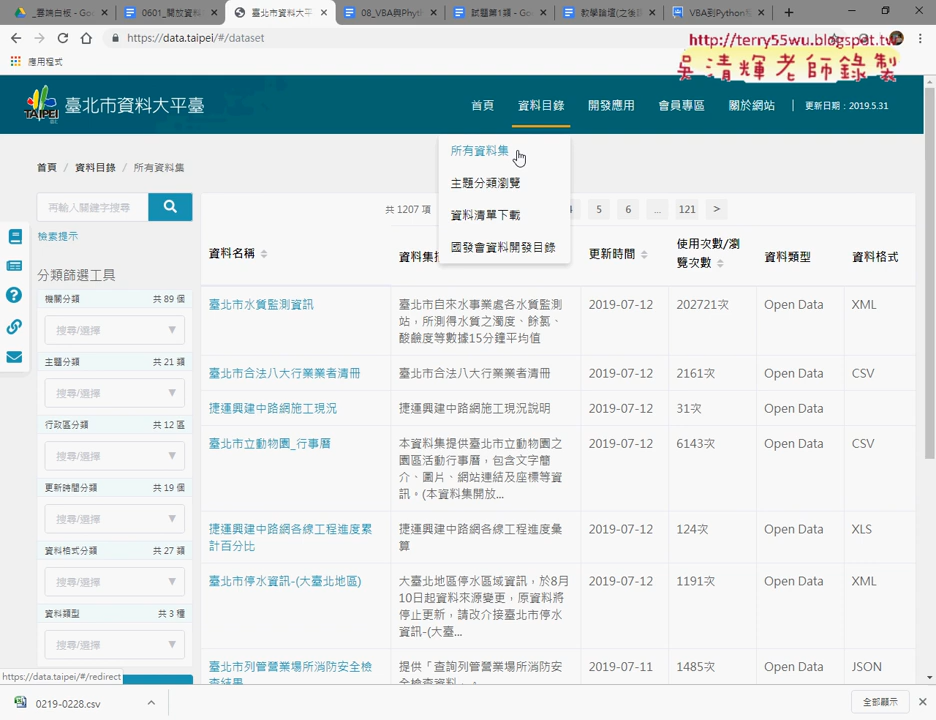 _雲端白板 - Goo
0601_開放資料
臺北市資料大平
08_VBA與Phyth
試題第1類 - Go
教學論壇(之後
VBA到Python
https://data.taipei/#/dataset
http://terry55wu.blogspot.tw
應用程式
吳清輝老師錄製
TAIPEI
臺北市資料大平臺
首頁
資料目錄
開發應用
會員專區
關於網站
更新日期：2019.5.31
所有資料集
主題分類瀏覽
資料清單下載
國發會資料開發目錄
首頁 / 資料目錄 / 所有資料集
再輸入關鍵字搜尋
共 1207 項
5 6 ... 121 >
檢索提示
分類篩選工具
機關分類 共 89 個
搜尋/選擇
主題分類 共 21 類
搜尋/選擇
行政區分類 共 12 區
搜尋/選擇
更新時間分類 共 19 個
搜尋/選擇
資料格式分類 共 27 類
搜尋/選擇
資料類型 共 3 種
搜尋/選擇
資料名稱
資料集
更新時間
使用次數/瀏
覽次數
資料類型
資料格式
臺北市水質監測資訊
臺北市自來水事業處各水質監測
站，所測得水質之濁度、餘氯、
酸鹼度等數據15分鐘平均值
2019-07-12
202721次
Open Data
XML
臺北市合法八大行業業者清冊
臺北市合法八大行業業者清冊
2019-07-12
2161次
Open Data
CSV
捷運興建中路網施工現況
捷運興建中路網施工現況說明
2019-07-12
31次
Open Data
臺北市立動物園_行事曆
本資料集提供臺北市立動物園之
園區活動行事曆，包含文字簡
介、圖片、網站連結及座標等資
訊。(本資料集開放...
2019-07-12
6143次
Open Data
CSV
捷運興建中路網各線工程進度累
計百分比
捷運興建中路網各線工程進度彙
算
2019-07-12
124次
Open Data
XLS
臺北市停水資訊-(大臺北地區)
大臺北地區停水區域資訊，於8月
10日起資料來源變更，原資料將
停止更新，請改介接臺北市停水
資訊-(大臺...
2019-07-12
1191次
Open Data
XML
臺北市列管營業場所消防安全檢
查結果
提供「查詢列管營業場所消防安
全檢查資料」。
2019-07-11
1485次
Open Data
JSON
https://data.taipei/#/redirect
0219-0228.csv
全部顯示